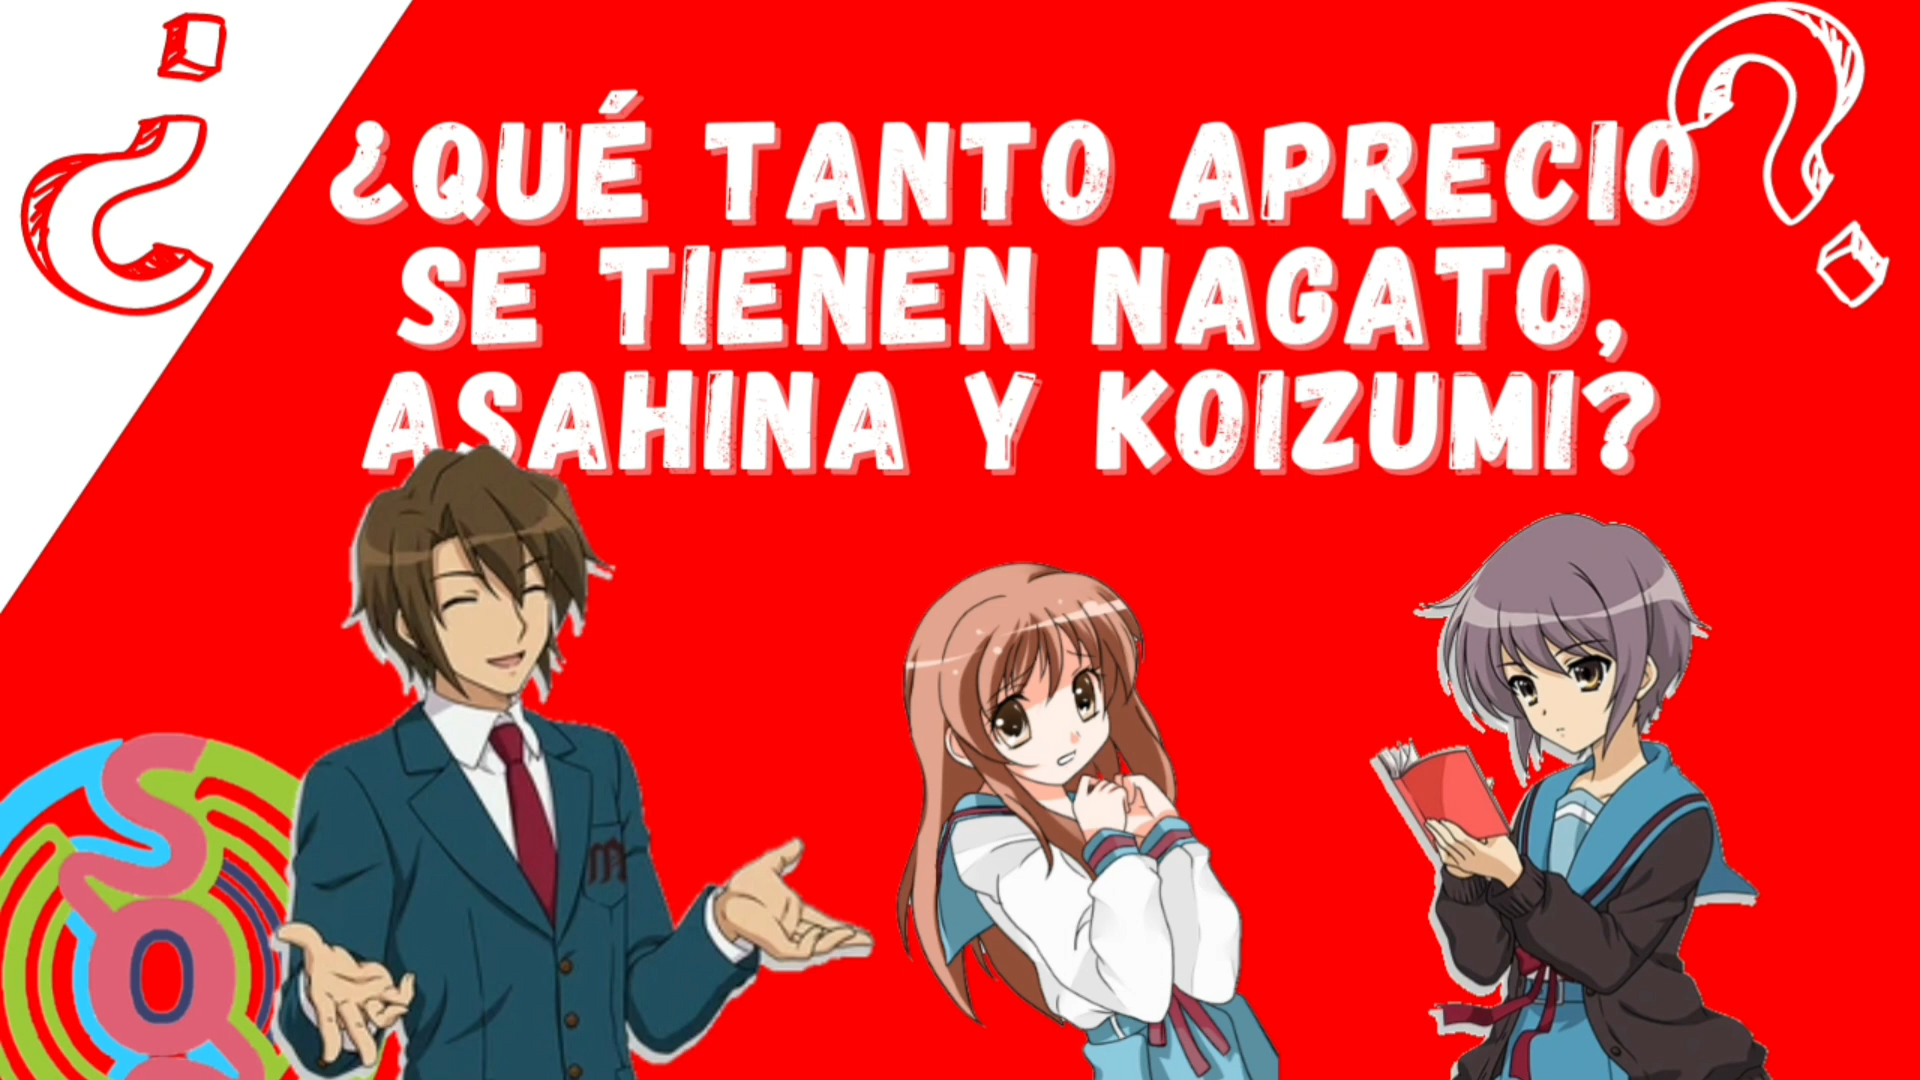 ¿QUÉ TANTO APRECIO
SE TIENEN NAGATO,
ASAHINA Y KOIZUMI?